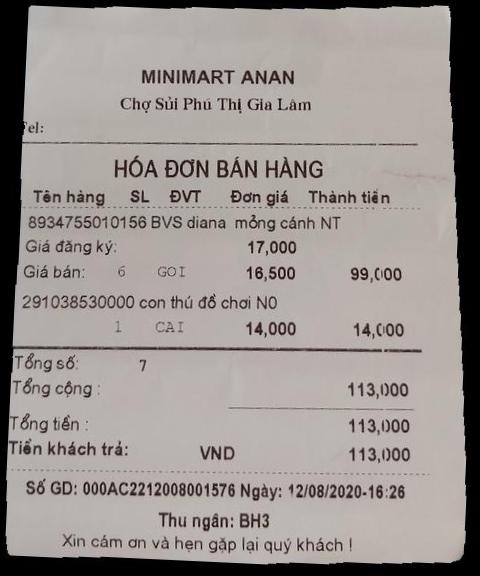 MINIMART ANAN
Chợ Sủi Phú Thị Gia Lâm
Tel:
HÓA ĐƠN BÁN HÀNG
Tên hàng SL ĐVT Đơn giá Thành tiền
8934755010156 BVS diana mỏng cánh NT
Giá đăng ký: 17,000
Giá bán: 6 GOI 16,500 99,000
291038530000 con thú đồ chơi N0
1 CAI 14,000 14,000
Tổng số: 7
Tổng cộng : 113,000
Tổng tiền : 113,000
Tiền khách trả: VND 113,000
Số GD: 000AC2212008001576 Ngày: 12/08/2020-16:26
Thu ngân: BH3
Xin cám ơn và hẹn gặp lại quý khách !